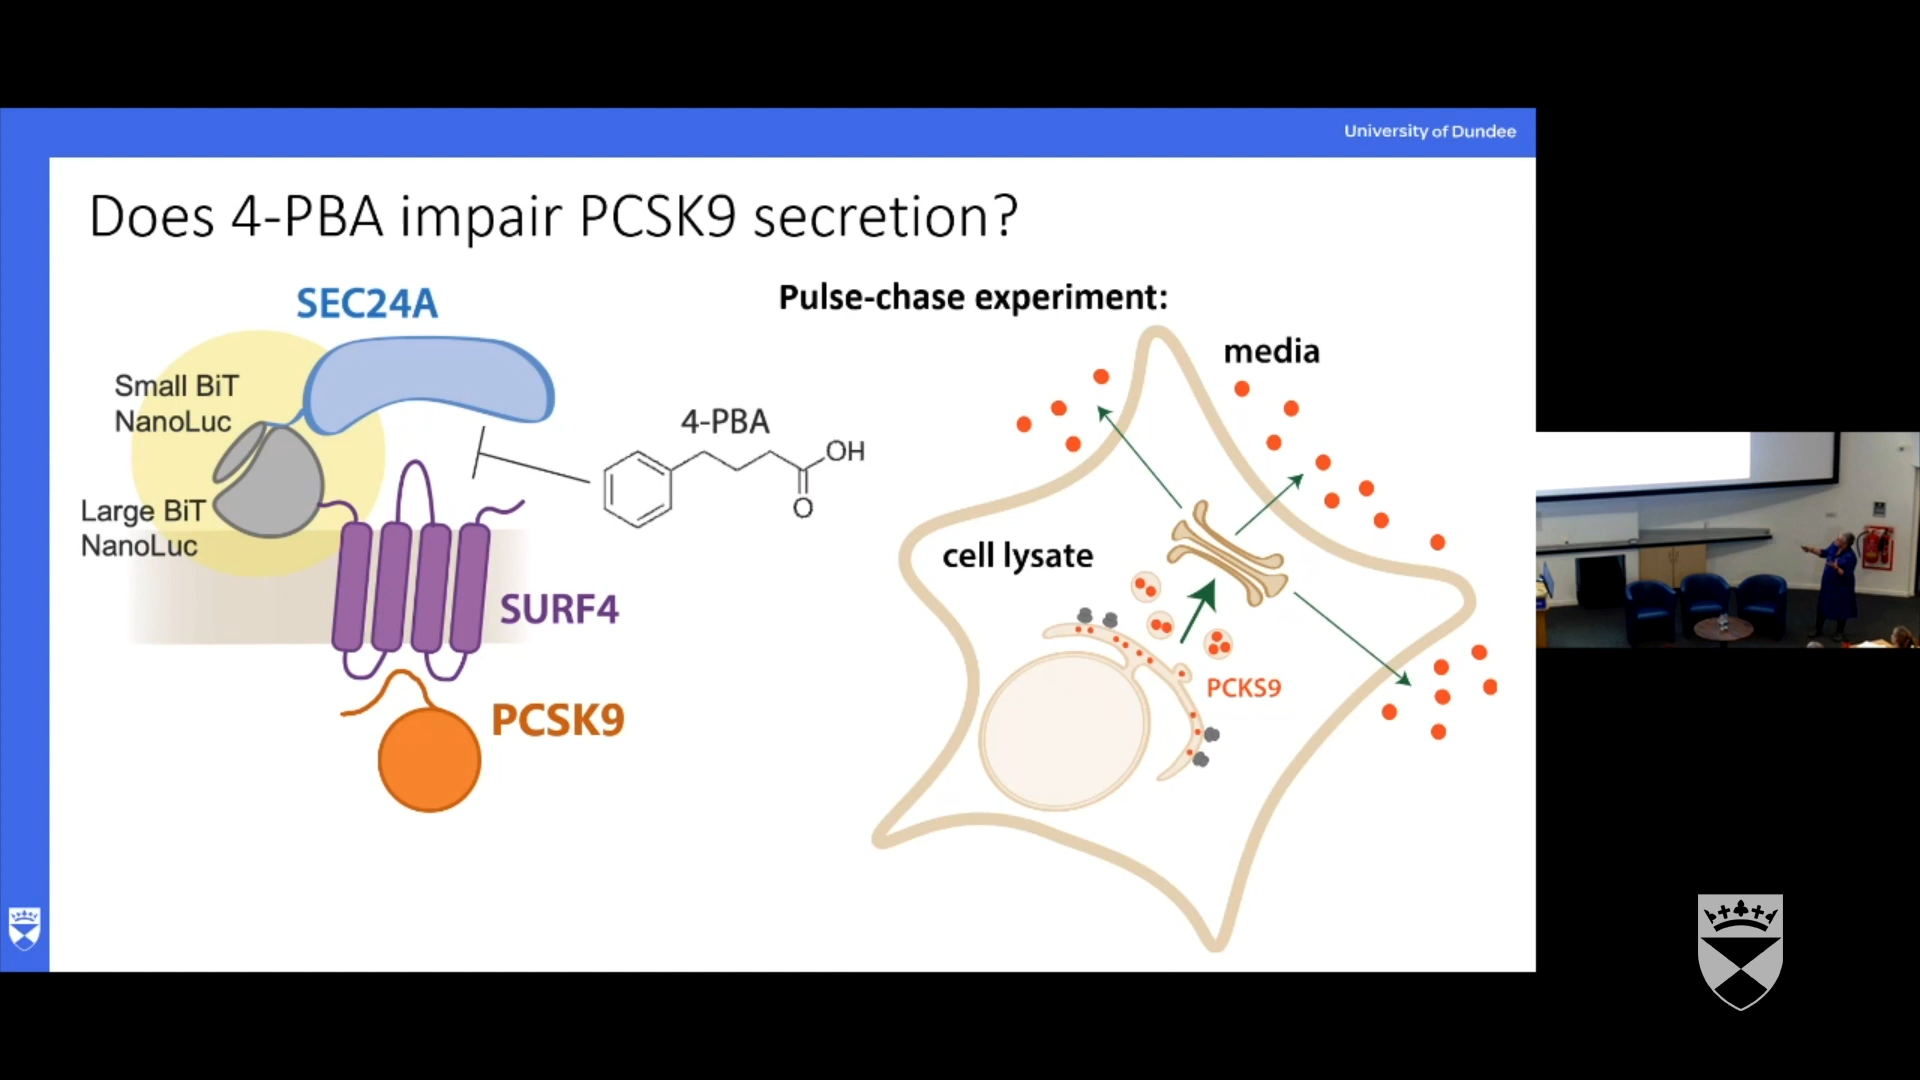 University of Dundee
Does 4-PBA impair PCSK9 secretion?
SEC24A
Small BiT
NanoLuc
Large BiT
NanoLuc
4-PBA
OH
O
SURF4
PCSK9
Pulse-chase experiment:
media
cell lysate
PCKS9